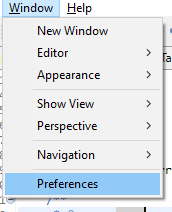 Window Help
New Window
Editor
Appearance
Show View
Perspective
Navigation
Preferences